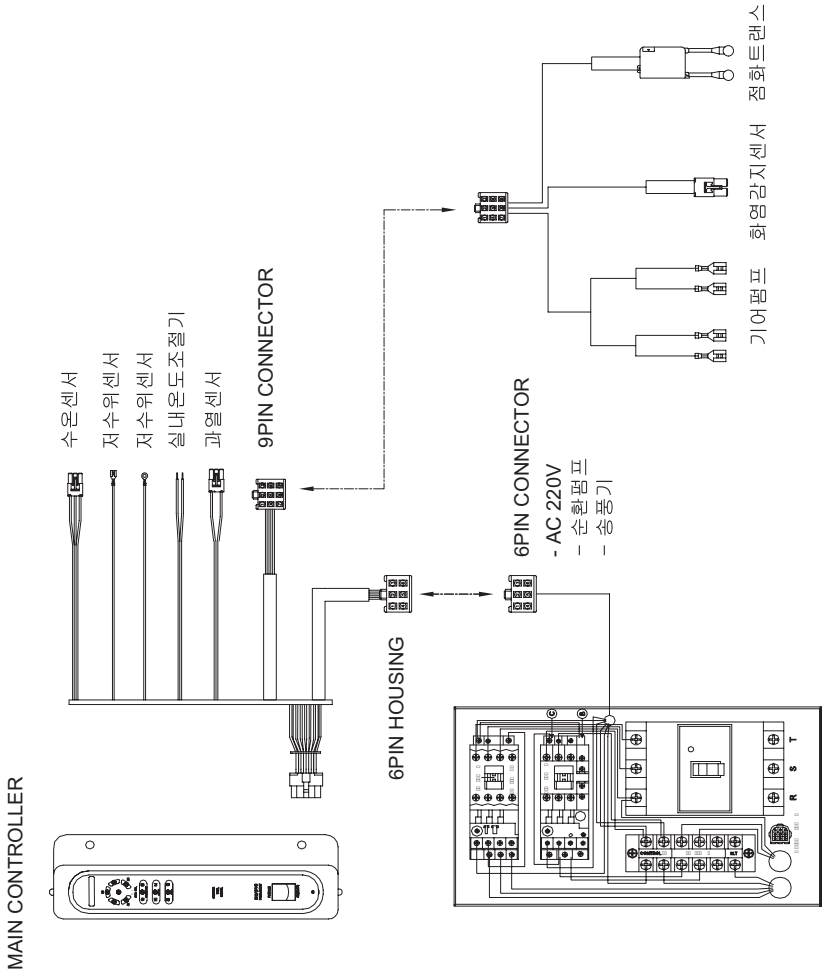 MAIN CONTROLLER
수온센서
저수위센서
저수위센서
실내온도조절기
과열센서
9PIN CONNECTOR
6PIN HOUSING
6PIN CONNECTOR
- AC 220V
- 순환펌프
- 송풍기
기어펌프
화염감지센서
점화트랜스
C
B
R
S
T
CONTROL